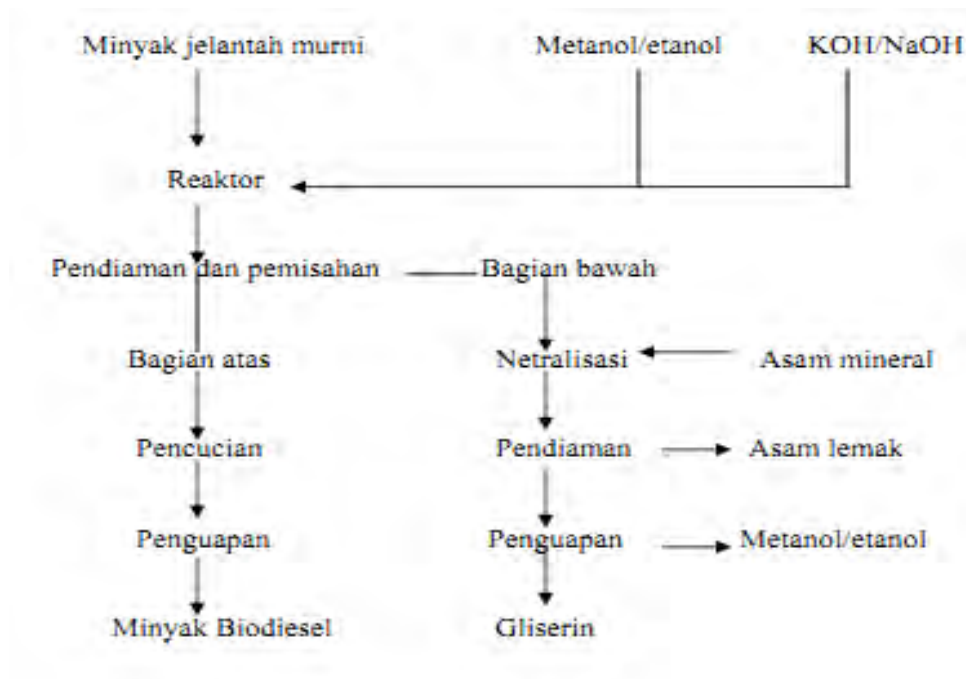 Minyak jelantah murni Metanol/etanol KOH/NaOH
Reaktor
Pendiaman dan pemisahan Bagian bawah
Bagian atas Netralisasi Asam mineral
Pencucian Pendiaman Asam lemak
Penguapan Penguapan Metanol/etanol
Minyak Biodiesel Gliserin